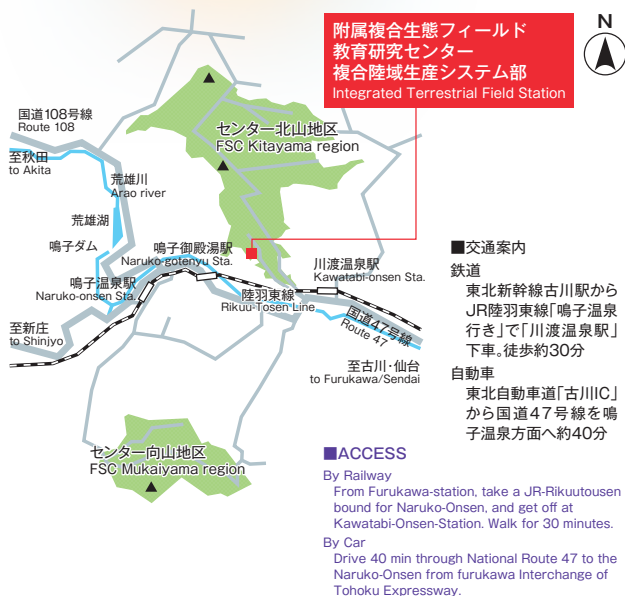 附属複合生態フィールド
教育研究センター
複合陸域生産システム部
Integrated Terrestrial Field Station
N
国道108号線
Route 108
センター北山地区
FSC Kitayama region
至秋田
to Akita
荒雄川
Arao river
荒雄湖
鳴子ダム
鳴子御殿湯駅
Naruko-gotenyu Sta.
川渡温泉駅
Kawatabi-onsen Sta.
鳴子温泉駅
Naruko-onsen Sta.
陸羽東線
Rikuu-Tosen Line
国道47号線
Route 47
至新庄
to Shinjyo
至古川・仙台
to Furukawa/Sendai
センター向山地区
FSC Mukaiyama region
■交通案内
鉄道
東北新幹線古川駅から
JR陸羽東線「鳴子温泉
行き」で「川渡温泉駅」
下車。徒歩約30分
自動車
東北自動車道「古川IC」
から国道47号線を鳴
子温泉方面へ約40分
■ACCESS
By Railway
From Furukawa-station, take a JR-Rikuutousen
bound for Naruko-Onsen, and get off at
Kawatabi-Onsen-Station. Walk for 30 minutes.
By Car
Drive 40 min through National Route 47 to the
Naruko-Onsen from furukawa Interchange of
Tohoku Expressway.